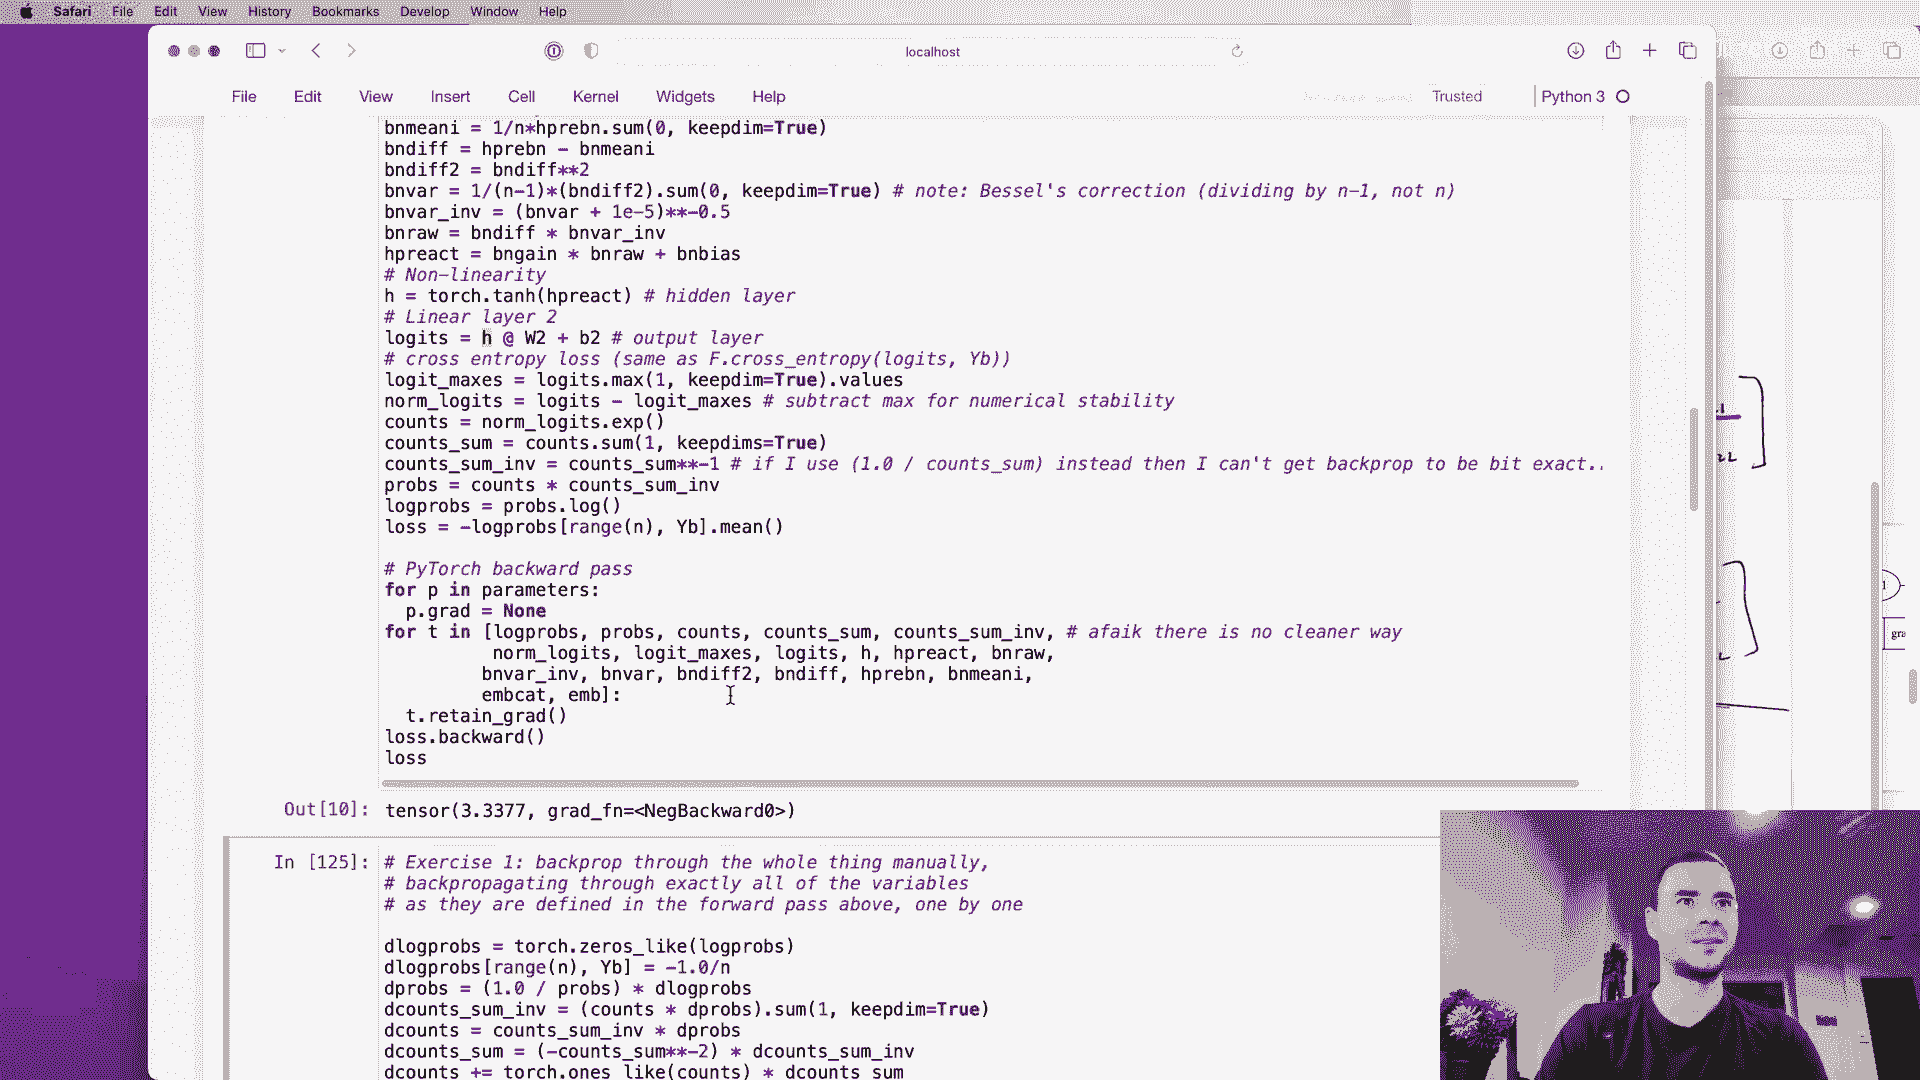 Safari File Edit View History Bookmarks Develop Window Help
localhost
File Edit View Insert Cell Kernel Widgets Help
Trusted Python 3
bnmeani = 1/n*hprebn.sum(0, keepdim=True)
bndiff = hprebn - bnmeani
bndiff2 = bndiff**2
bnvar = 1/(n-1)*(bndiff2).sum(0, keepdim=True) # note: Bessel's correction (dividing by n-1, not n)
bnvar_inv = (bnvar + 1e-5)**-0.5
bnraw = bndiff * bnvar_inv
hpreact = bngain * bnraw + bnbias
# Non-linearity
h = torch.tanh(hpreact) # hidden layer
# Linear layer 2
logits = h @ W2 + b2 # output layer
# cross entropy loss (same as F.cross_entropy(logits, Yb))
logit_maxes = logits.max(1, keepdim=True).values
norm_logits = logits - logit_maxes # subtract max for numerical stability
counts = norm_logits.exp()
counts_sum = counts.sum(1, keepdims=True)
counts_sum_inv = counts_sum**-1 # if I use (1.0 / counts_sum) instead then I can't get backprop to be bit exact..
probs = counts * counts_sum_inv
logprobs = probs.log()
loss = -logprobs[range(n), Yb].mean()
# PyTorch backward pass
for p in parameters:
p.grad = None
for t in [logprobs, probs, counts, counts_sum, counts_sum_inv, # afaik there is no cleaner way
norm_logits, logit_maxes, logits, h, hpreact, bnraw,
bnvar_inv, bnvar, bndiff2, bndiff, hprebn, bnmeani,
embcat, emb]:
t.retain_grad()
loss.backward()
loss
Out[10]: tensor(3.3377, grad_fn=<NegBackward0>)
In [125]: # Exercise 1: backprop through the whole thing manually,
# backpropagating through exactly all of the variables
# as they are defined in the forward pass above, one by one
dlogprobs = torch.zeros_like(logprobs)
dlogprobs[range(n), Yb] = -1.0/n
dprobs = (1.0 / probs) * dlogprobs
dcounts_sum_inv = (counts * dprobs).sum(1, keepdim=True)
dcounts = counts_sum_inv * dprobs
dcounts_sum = (-counts_sum**-2) * dcounts_sum_inv
dcounts += torch.ones_like(counts) * dcounts_sum
gra